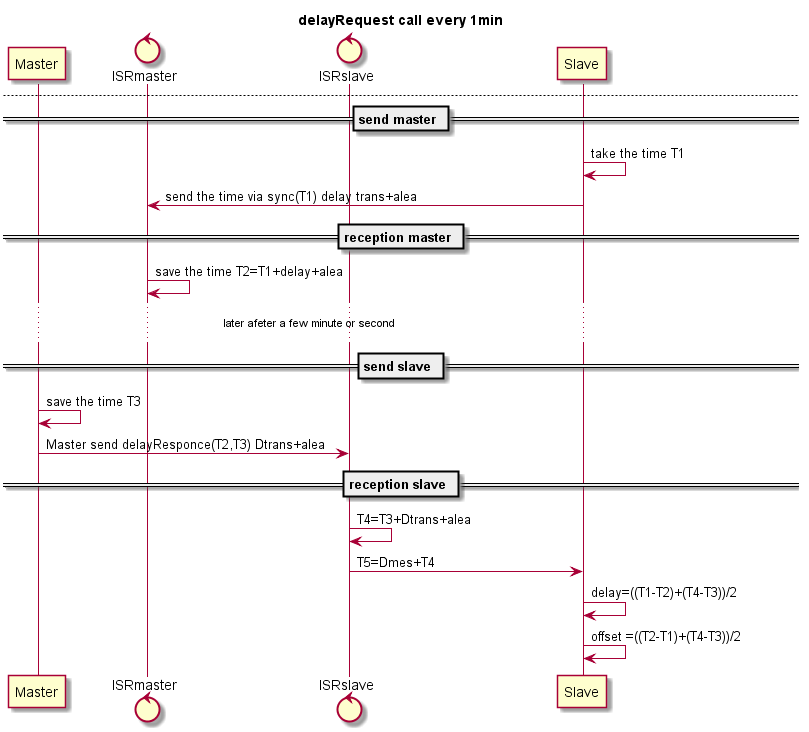 delayRequest call every 1min
Master
ISRmaster
ISRslave
Slave
send master
take the time T1
send the time via sync(T1) delay trans+alea
reception master
save the time T2=T1+delay+alea
later afeter a few minute or second
send slave
save the time T3
Master send delayResponce(T2,T3) Dtrans+alea
reception slave
T4=T3+Dtrans+alea
T5=Dmes+T4
delay=((T1-T2)+(T4-T3))/2
offset =((T2-T1)+(T4-T3))/2
Master
ISRmaster
ISRslave
Slave